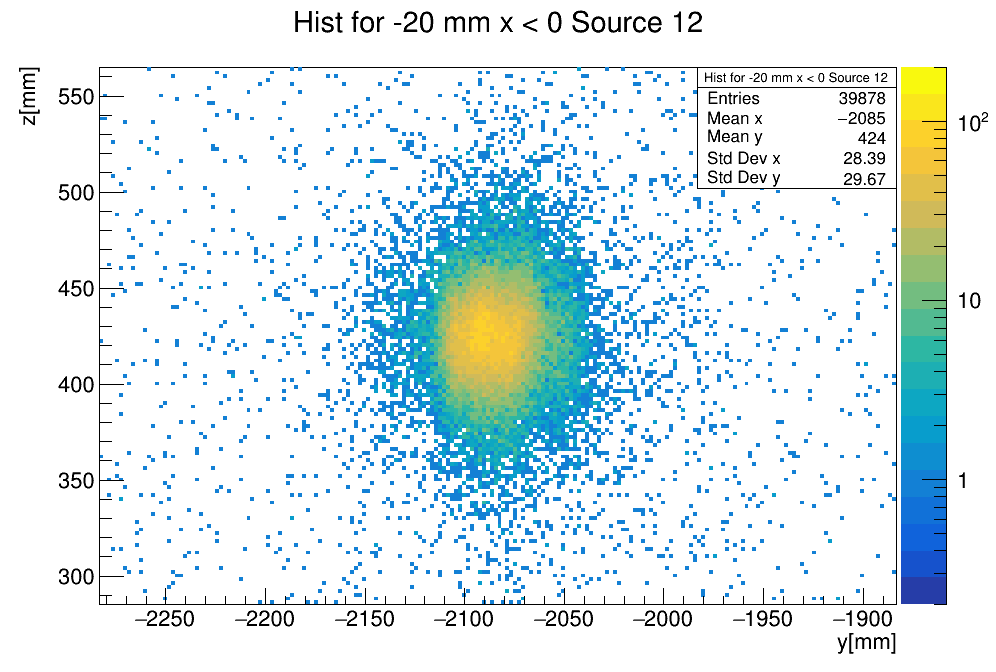 Hist for -20 mm x < 0 Source 12
z[mm]
Hist for -20 mm x < 0 Source 12
Entries 39878
Mean x −2085
Mean y 424
Std Dev x 28.39
Std Dev y 29.67
550
500
450
400
350
300
10²
10
1
−2250 −2200 −2150 −2100 −2050 −2000 −1950 −1900
y[mm]